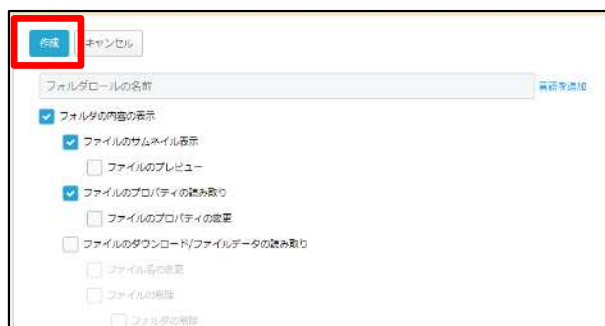 作成 キャンセル
フォルダロールの名前 言語を追加
フォルダの内容の表示
ファイルのサムネイル表示
ファイルのプレビュー
ファイルのプロパティの読み取り
ファイルのプロパティの変更
ファイルのダウンロード/ファイルデータの読み取り
ファイル名の変更
ファイルの削除
フォルダの削除